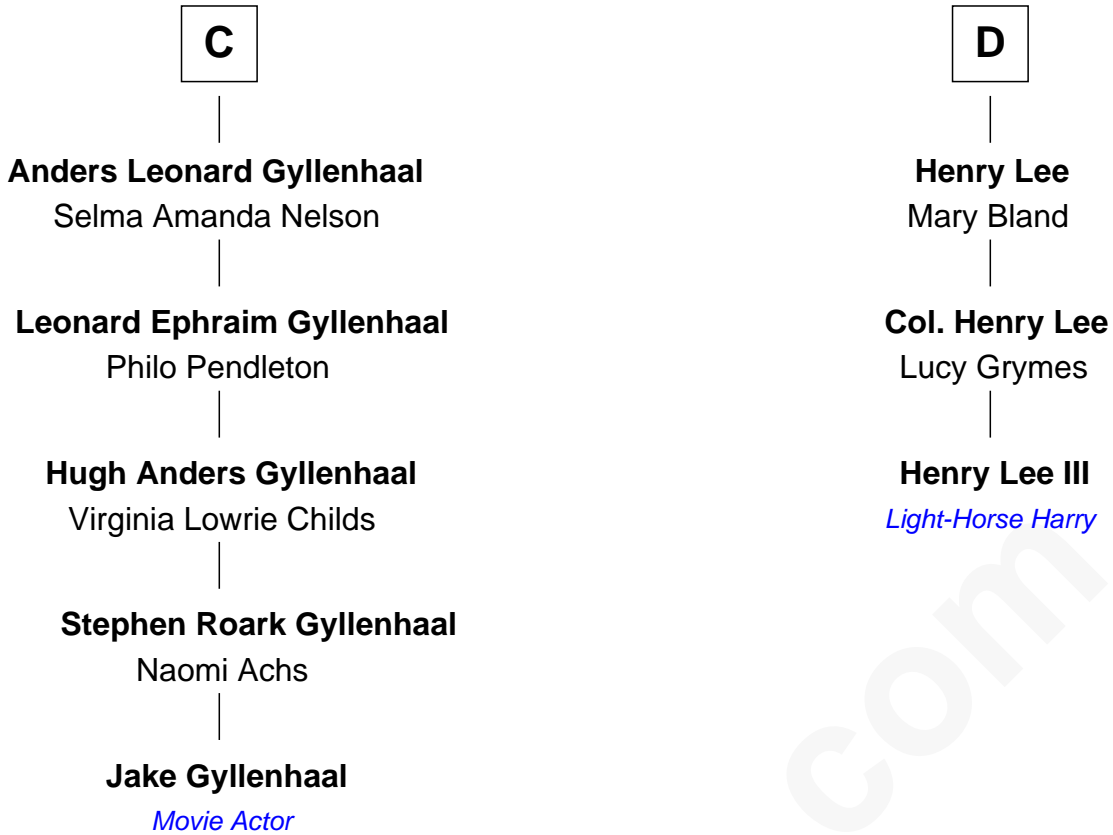 C
Anders Leonard Gyllenhaal
Selma Amanda Nelson
Leonard Ephraim Gyllenhaal
Philo Pendleton
Hugh Anders Gyllenhaal
Virginia Lowrie Childs
Stephen Roark Gyllenhaal
Naomi Achs
Jake Gyllenhaal
Movie Actor
D
Henry Lee
Mary Bland
Col. Henry Lee
Lucy Grymes
Henry Lee III
Light-Horse Harry
com